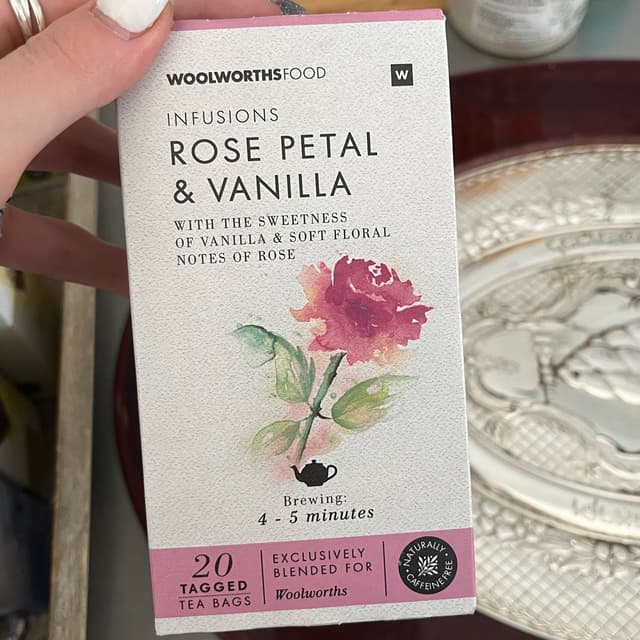 WOOLWORTHSFOOD
W
INFUSIONS
ROSE PETAL
& VANILLA
WITH THE SWEETNESS
OF VANILLA & SOFT FLORAL
NOTES OF ROSE
Brewing:
4 - 5 minutes
20
TAGGED
TEA BAGS
EXCLUSIVELY
BLENDED FOR
Woolworths
• NATURALLY •
CAFFEINE FREE